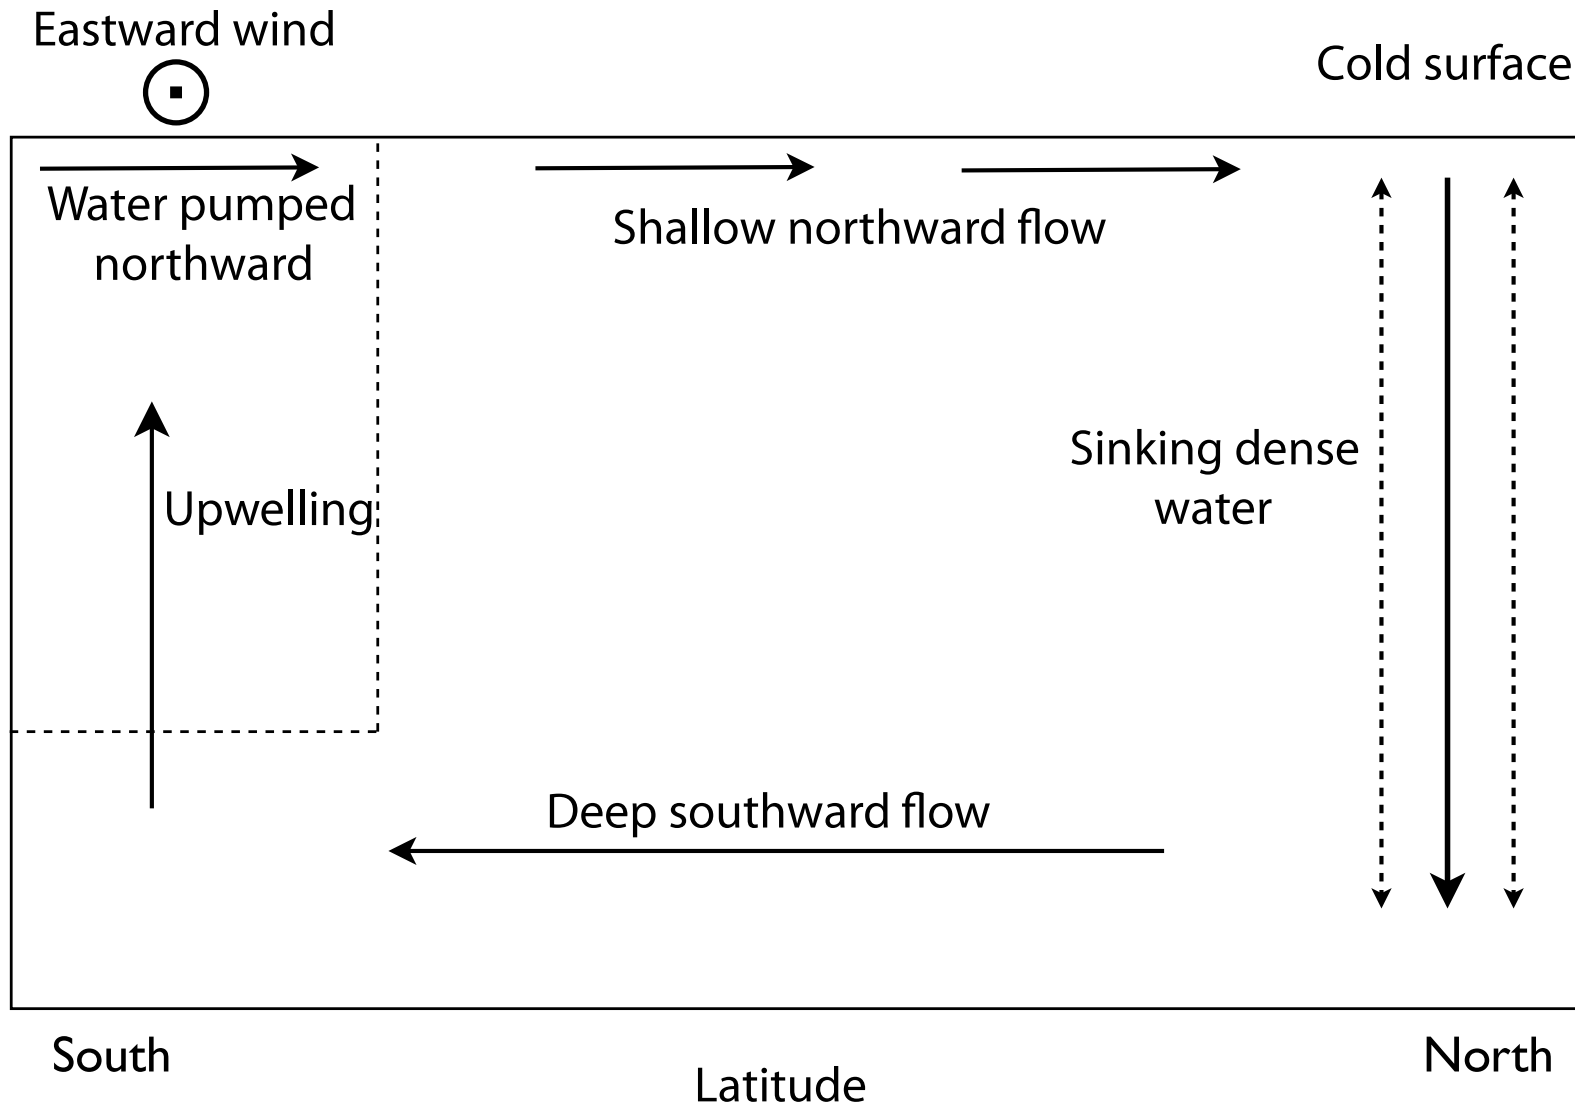 Eastward wind
Cold surface
Water pumped
northward
Shallow northward flow
Sinking dense
water
Upwelling
Deep southward flow
South
North
Latitude